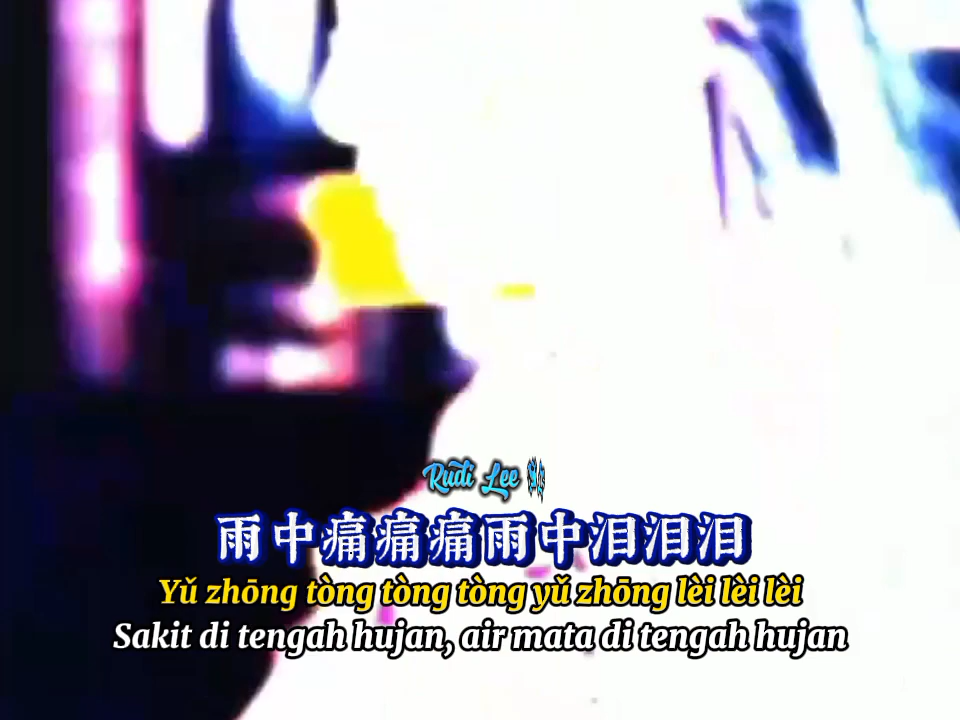 Rudi Lee
雨中痛痛痛雨中泪泪泪
Yǔ zhōng tòng tòng tòng yǔ zhōng lèi lèi lèi
Sakit di tengah hujan, air mata di tengah hujan